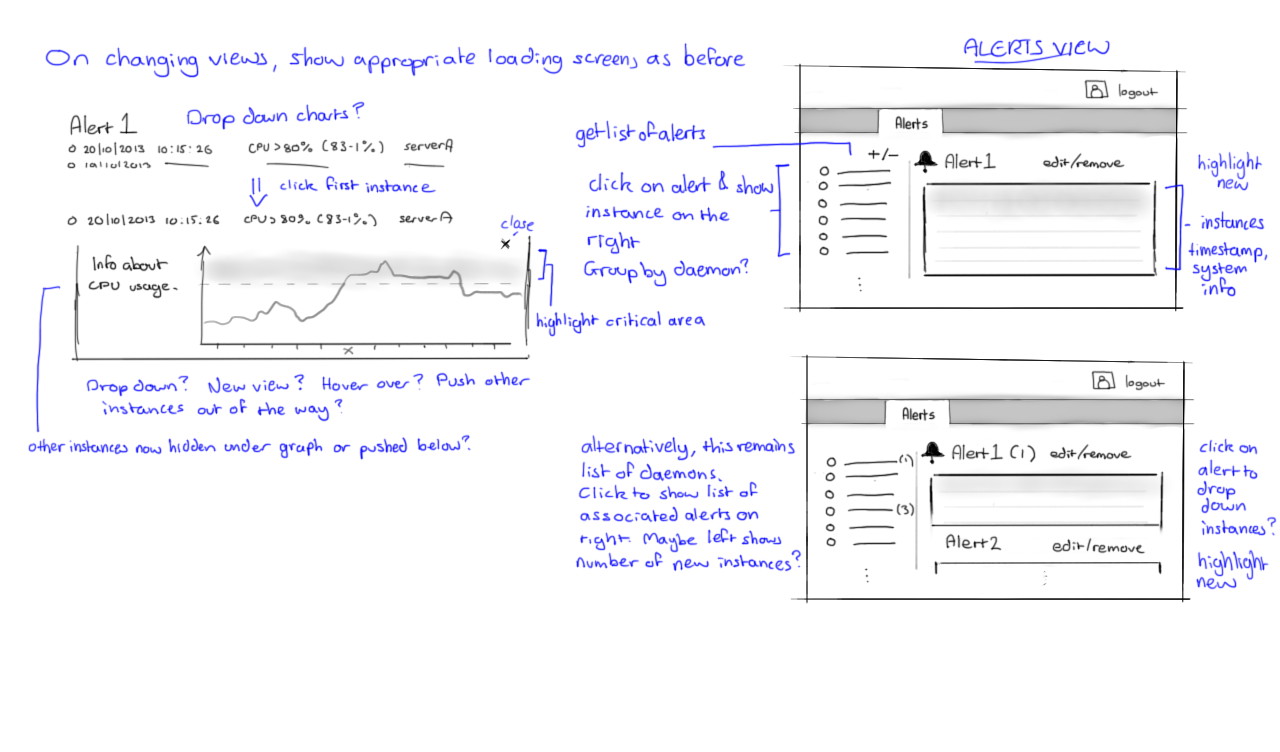 On changing views, show appropriate loading screen, as before
Drop down charts?
Alert 1
20/10/2013 10:15:26 CPU > 80% (83.1%) serverA
19/10/2013
click first instance
20/10/2013 10:15:26 CPU > 80% (83.1%) serverA
close
x
Info about
CPU usage.
x
highlight critical area
Drop down? New view? Hover over? Push other
instances out of the way?
other instances now hidden under graph or pushed below?
ALERTS VIEW
logout
Alerts
get list of alerts
+/-
Alert 1 edit/remove
click on alert & show
instance on the
right
Group by daemon?
highlight
new
instances
timestamp,
system
info
logout
Alerts
alternatively, this remains
list of daemons.
Click to show list of
associated alerts on
right. Maybe left shows
number of new instances?
(1)
(3)
Alert 1 (1) edit/remove
Alert 2 edit/remove
click on
alert to
drop
down
instances?
highlight
new